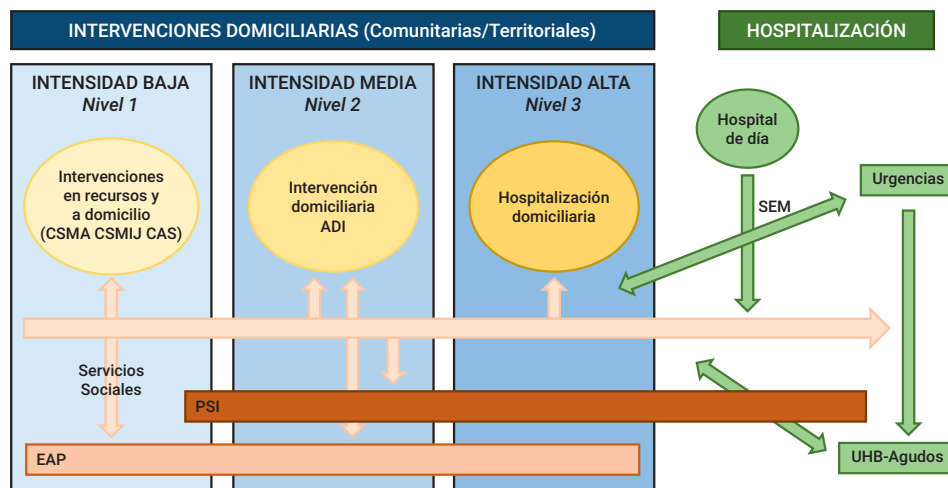 INTERVENCIONES DOMICILIARIAS (Comunitarias/Territoriales)
HOSPITALIZACIÓN
INTENSIDAD BAJA
Nivel 1
INTENSIDAD MEDIA
Nivel 2
INTENSIDAD ALTA
Nivel 3
Intervenciones
en recursos y
a domicilio
(CSMA CSMIJ CAS)
Intervención
domiciliaria
ADI
Hospitalización
domiciliaria
Hospital
de día
Urgencias
SEM
Servicios
Sociales
PSI
EAP
UHB-Agudos